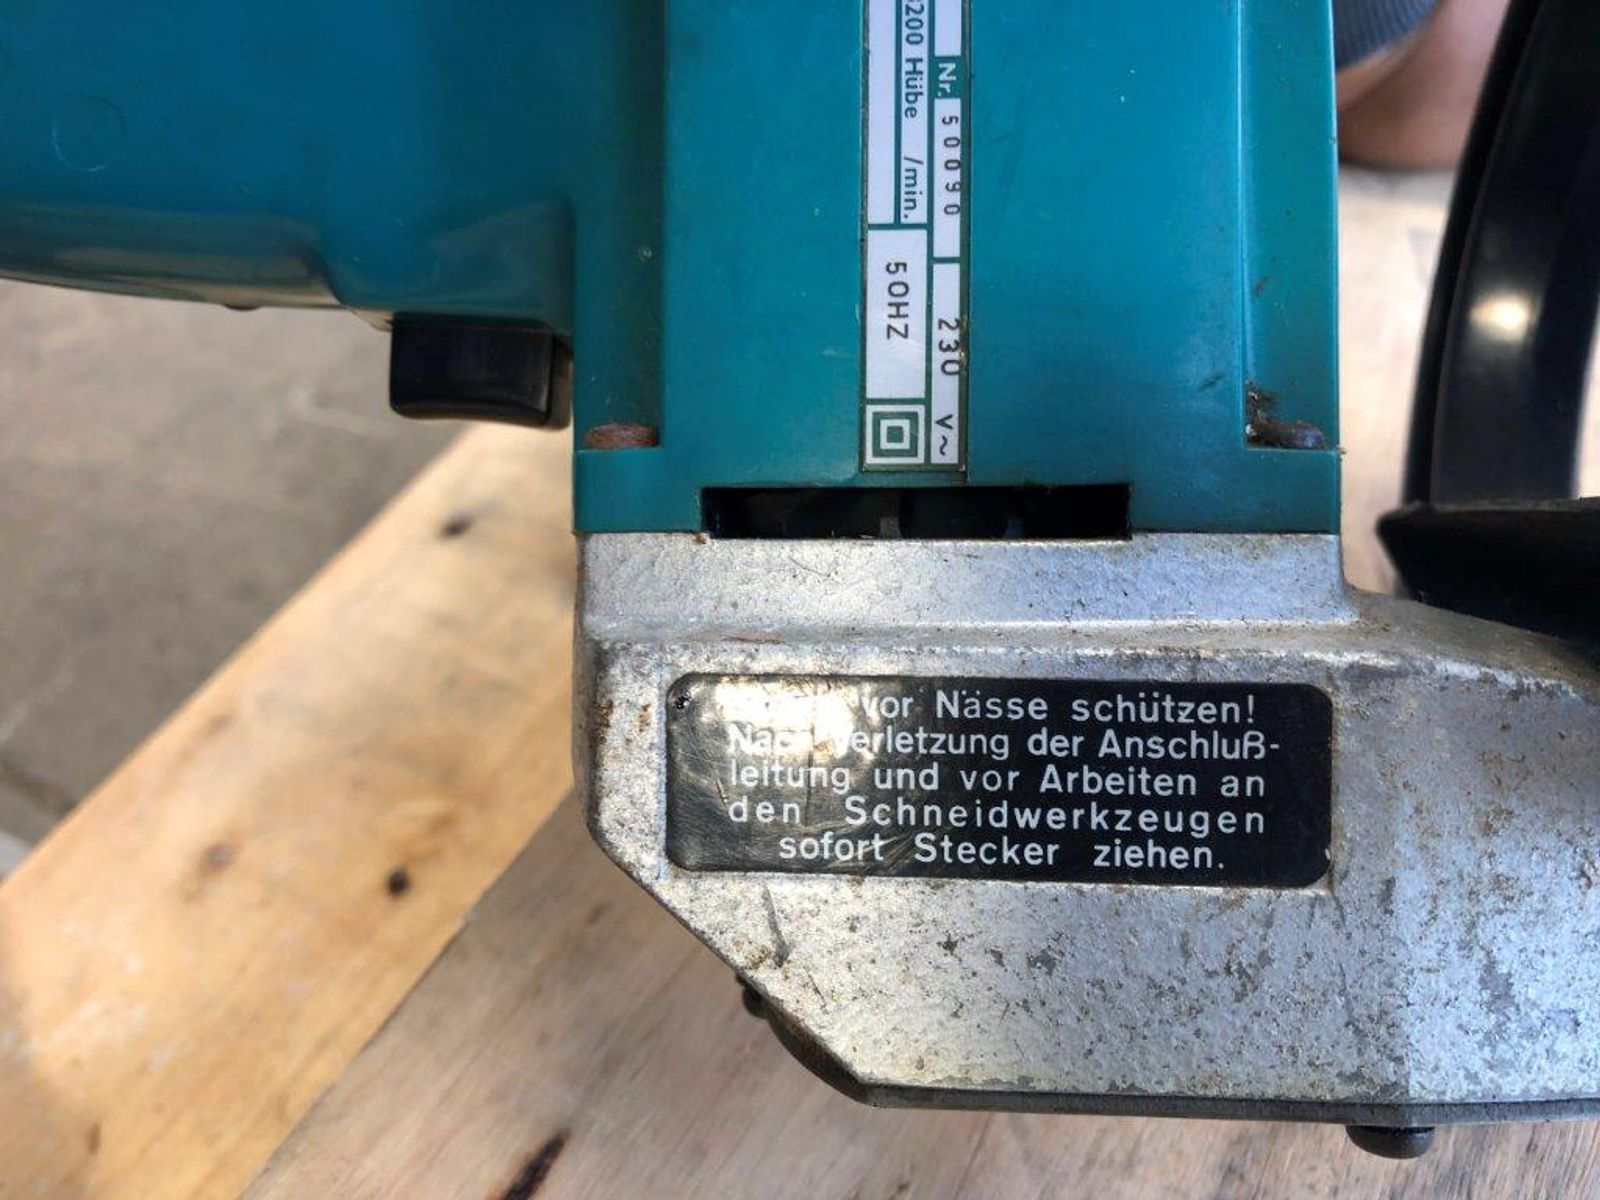 Nr. 50090 230 V~
200 Hübe /min. 50HZ
vor Nässe schützen!
Nach Verletzung der Anschluß-
leitung und vor Arbeiten an
den Schneidwerkzeugen
sofort Stecker ziehen.